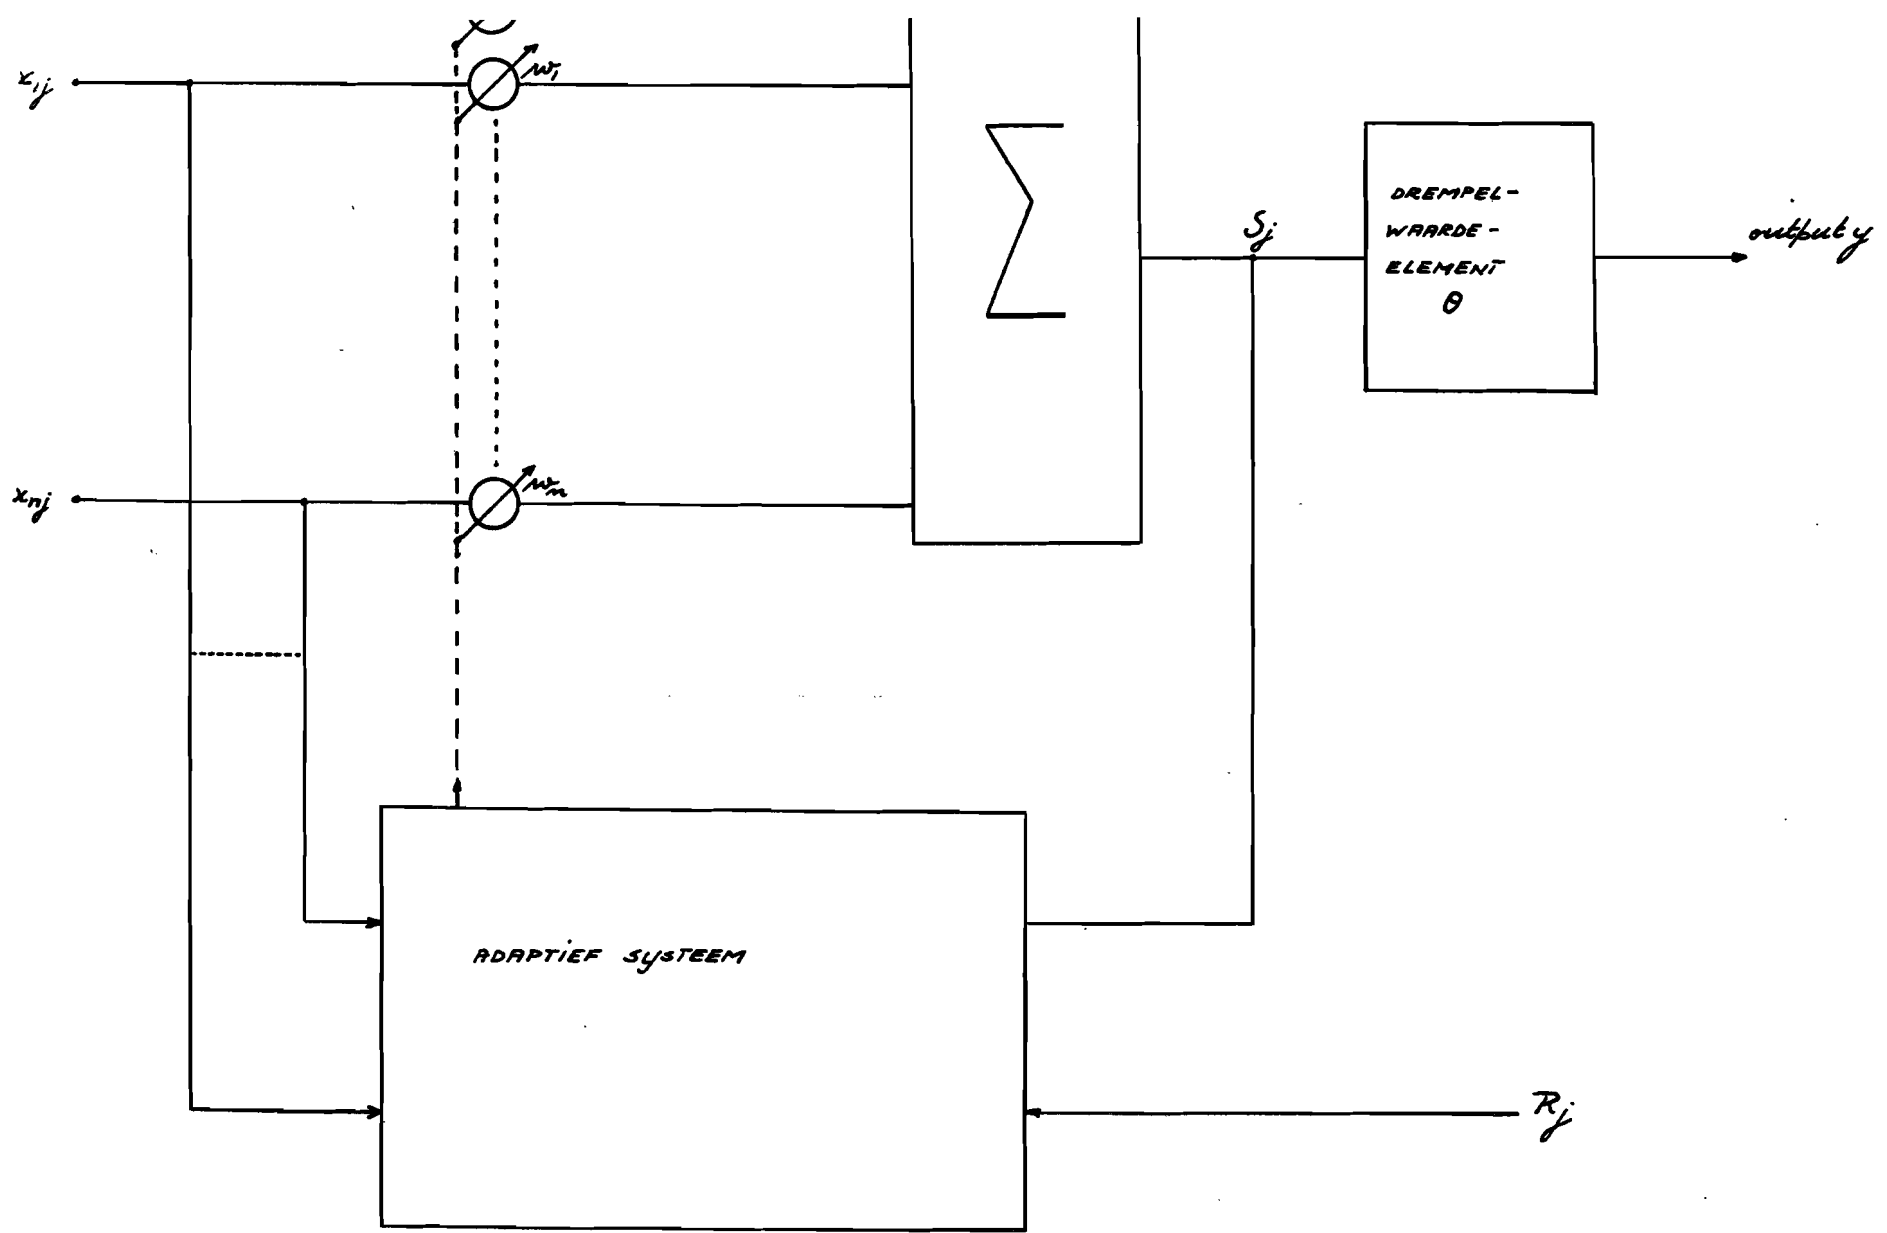 x₁ⱼ
w₁
Σ
Sⱼ
DREMPEL-
WAARDE-
ELEMENT
θ
output y
xₙⱼ
wₙ
ADAPTIEF SYSTEEM
Rⱼ